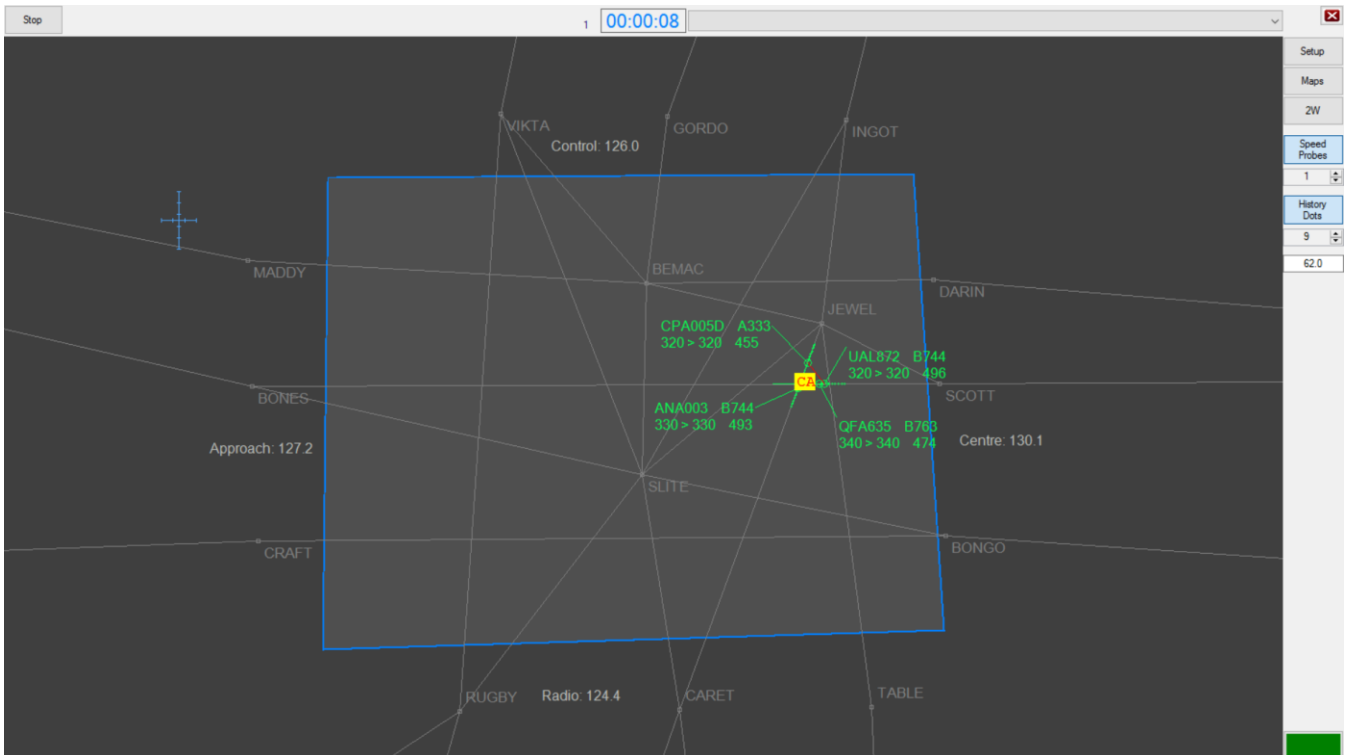 Stop
1
00:00:08
Setup
Maps
2W
Speed
Probes
1
History
Dots
9
62.0
VIKTA
GORDO
INGOT
Control: 126.0
MADDY
BEMAC
DARIN
JEWEL
CPA005D A333
320 > 320 455
UAL872 B744
320 > 320 496
CA
BONES
SCOTT
ANA003 B744
330 > 330 493
QFA635 B763
340 > 340 474
Approach: 127.2
Centre: 130.1
SLITE
CRAFT
BONGO
RUGBY
Radio: 124.4
CARET
TABLE